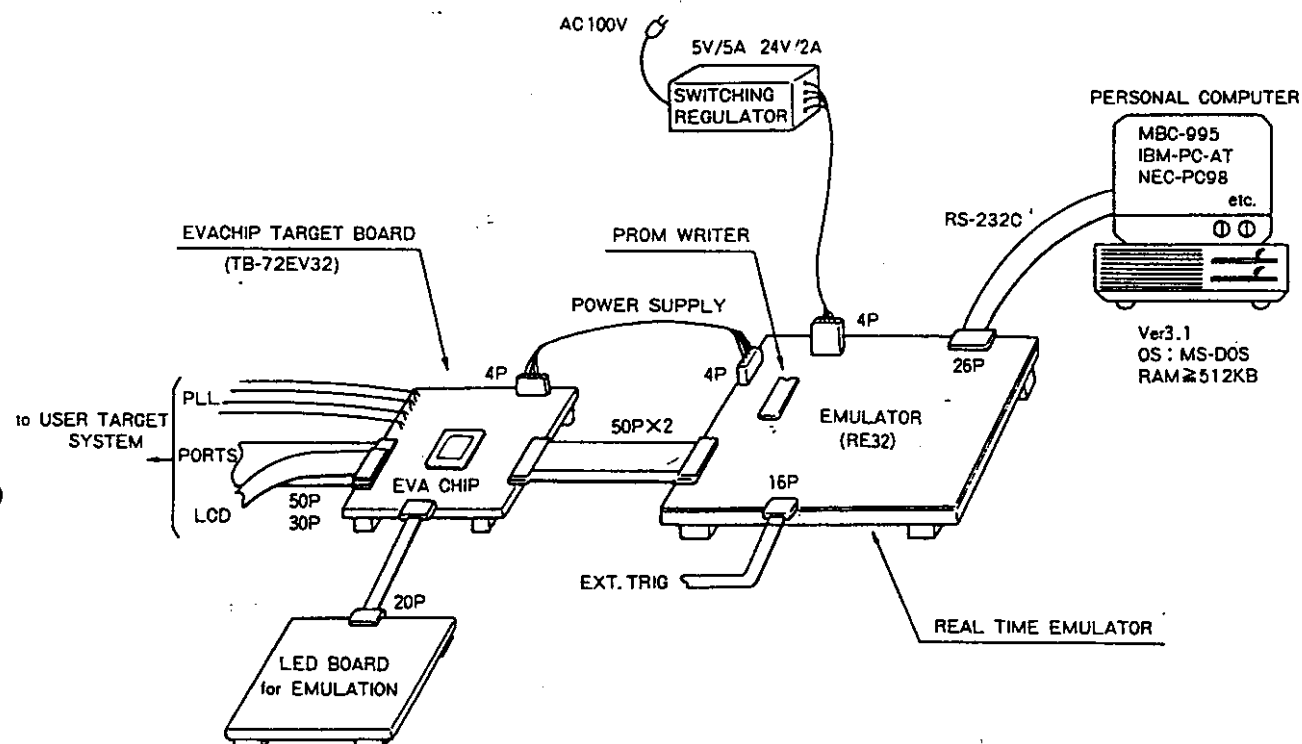 AC100V
5V/5A 24V/2A
SWITCHING
REGULATOR
PERSONAL COMPUTER
MBC-995
IBM-PC-AT
NEC-PC98
etc.
RS-232C
EVACHIP TARGET BOARD
(TB-72EV32)
PROM WRITER
POWER SUPPLY
4P
Ver3.1
OS : MS-DOS
RAM≧512KB
4P
4P
26P
PLL
to USER TARGET
SYSTEM
PORTS
LCD
50P
30P
EVA CHIP
50P×2
EMULATOR
(RE32)
16P
EXT. TRIG
20P
REAL TIME EMULATOR
LED BOARD
for EMULATION